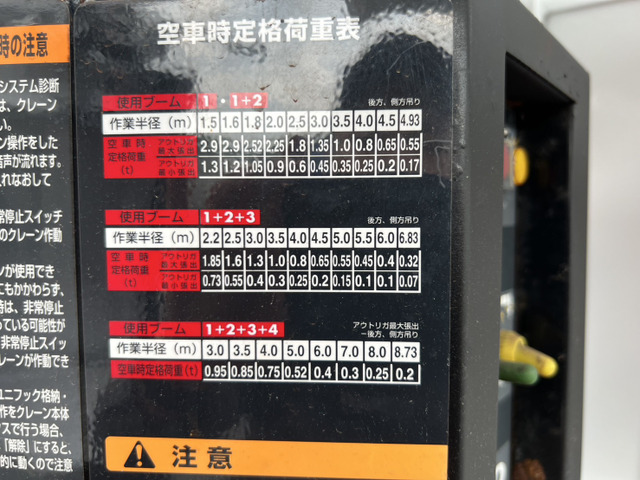 時の注意
システム診断
は、クレーン
い。
ン操作をした
音声が流れます。
入れなおして
常停止スイッチ
のクレーン作動
ンが使用でき
にもかかわらず、
時は、非常停止
っている可能性が
非常停止スイッ
レーンが作動でき
ユニフック格納・
作をクレーン本体
クスで行う場合、
「解除」にすると、
的に動くので注意
空車時定格荷重表
使用ブーム 1・1+2 後方、側方吊り
作業半径(m) 1.5 1.6 1.8 2.0 2.5 3.0 3.5 4.0 4.5 4.93
空車時定格荷重(t) アウトリガ最大張出 2.9 2.9 2.52 2.25 1.8 1.35 1.0 0.8 0.65 0.55
アウトリガ最小張出 1.3 1.2 1.05 0.9 0.6 0.45 0.35 0.25 0.2 0.17
使用ブーム 1+2+3 後方、側方吊り
作業半径(m) 2.2 2.5 3.0 3.5 4.0 4.5 5.0 5.5 6.0 6.83
空車時定格荷重(t) アウトリガ最大張出 1.85 1.6 1.3 1.0 0.8 0.65 0.55 0.45 0.4 0.32
アウトリガ最小張出 0.73 0.55 0.4 0.3 0.25 0.2 0.15 0.1 0.1 0.07
使用ブーム 1+2+3+4 アウトリガ最大張出
-後方、側方吊り
作業半径(m) 3.0 3.5 4.0 5.0 6.0 7.0 8.0 8.73
空車時定格荷重(t) 0.95 0.85 0.75 0.52 0.4 0.3 0.25 0.2
注意